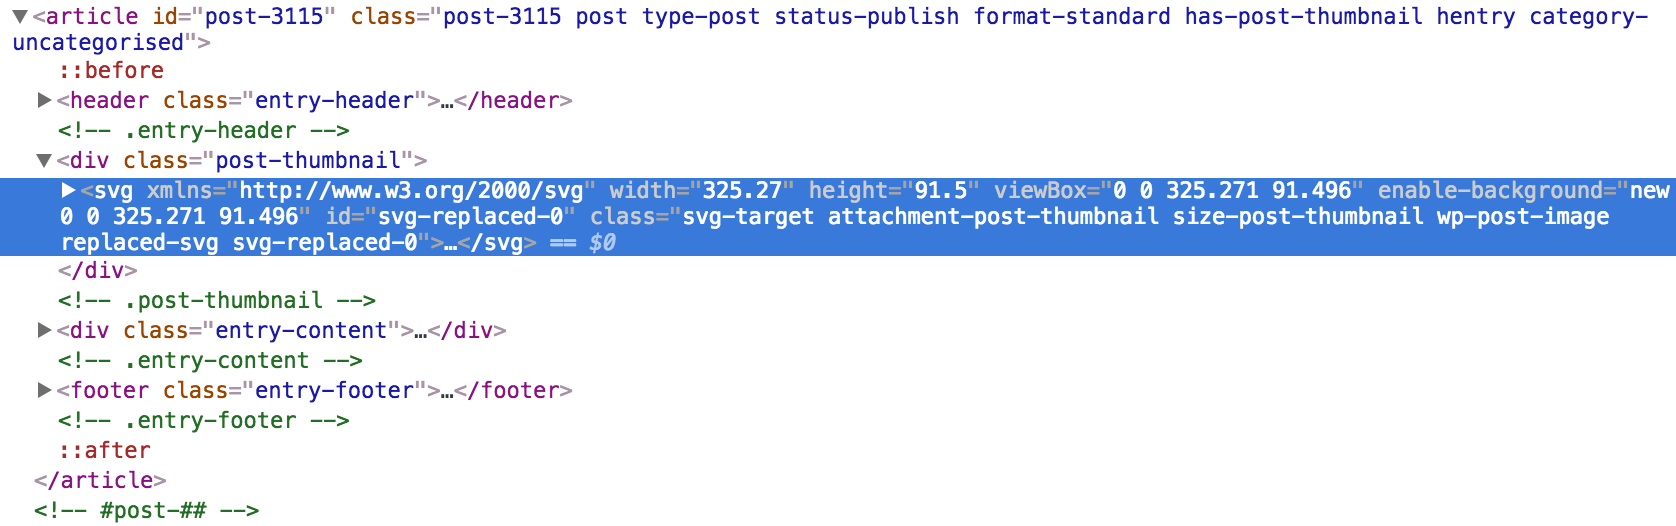 ▼<article id="post-3115" class="post-3115 post type-post status-publish format-standard has-post-thumbnail hentry category-
uncategorised">
::before
▶<header class="entry-header">…</header>
<!-- .entry-header -->
▼<div class="post-thumbnail">
▶<svg xmlns="http://www.w3.org/2000/svg" width="325.27" height="91.5" viewBox="0 0 325.271 91.496" enable-background="new
0 0 325.271 91.496" id="svg-replaced-0" class="svg-target attachment-post-thumbnail size-post-thumbnail wp-post-image
replaced-svg svg-replaced-0">…</svg> == $0
</div>
<!-- .post-thumbnail -->
▶<div class="entry-content">…</div>
<!-- .entry-content -->
▶<footer class="entry-footer">…</footer>
<!-- .entry-footer -->
::after
</article>
<!-- #post-## -->